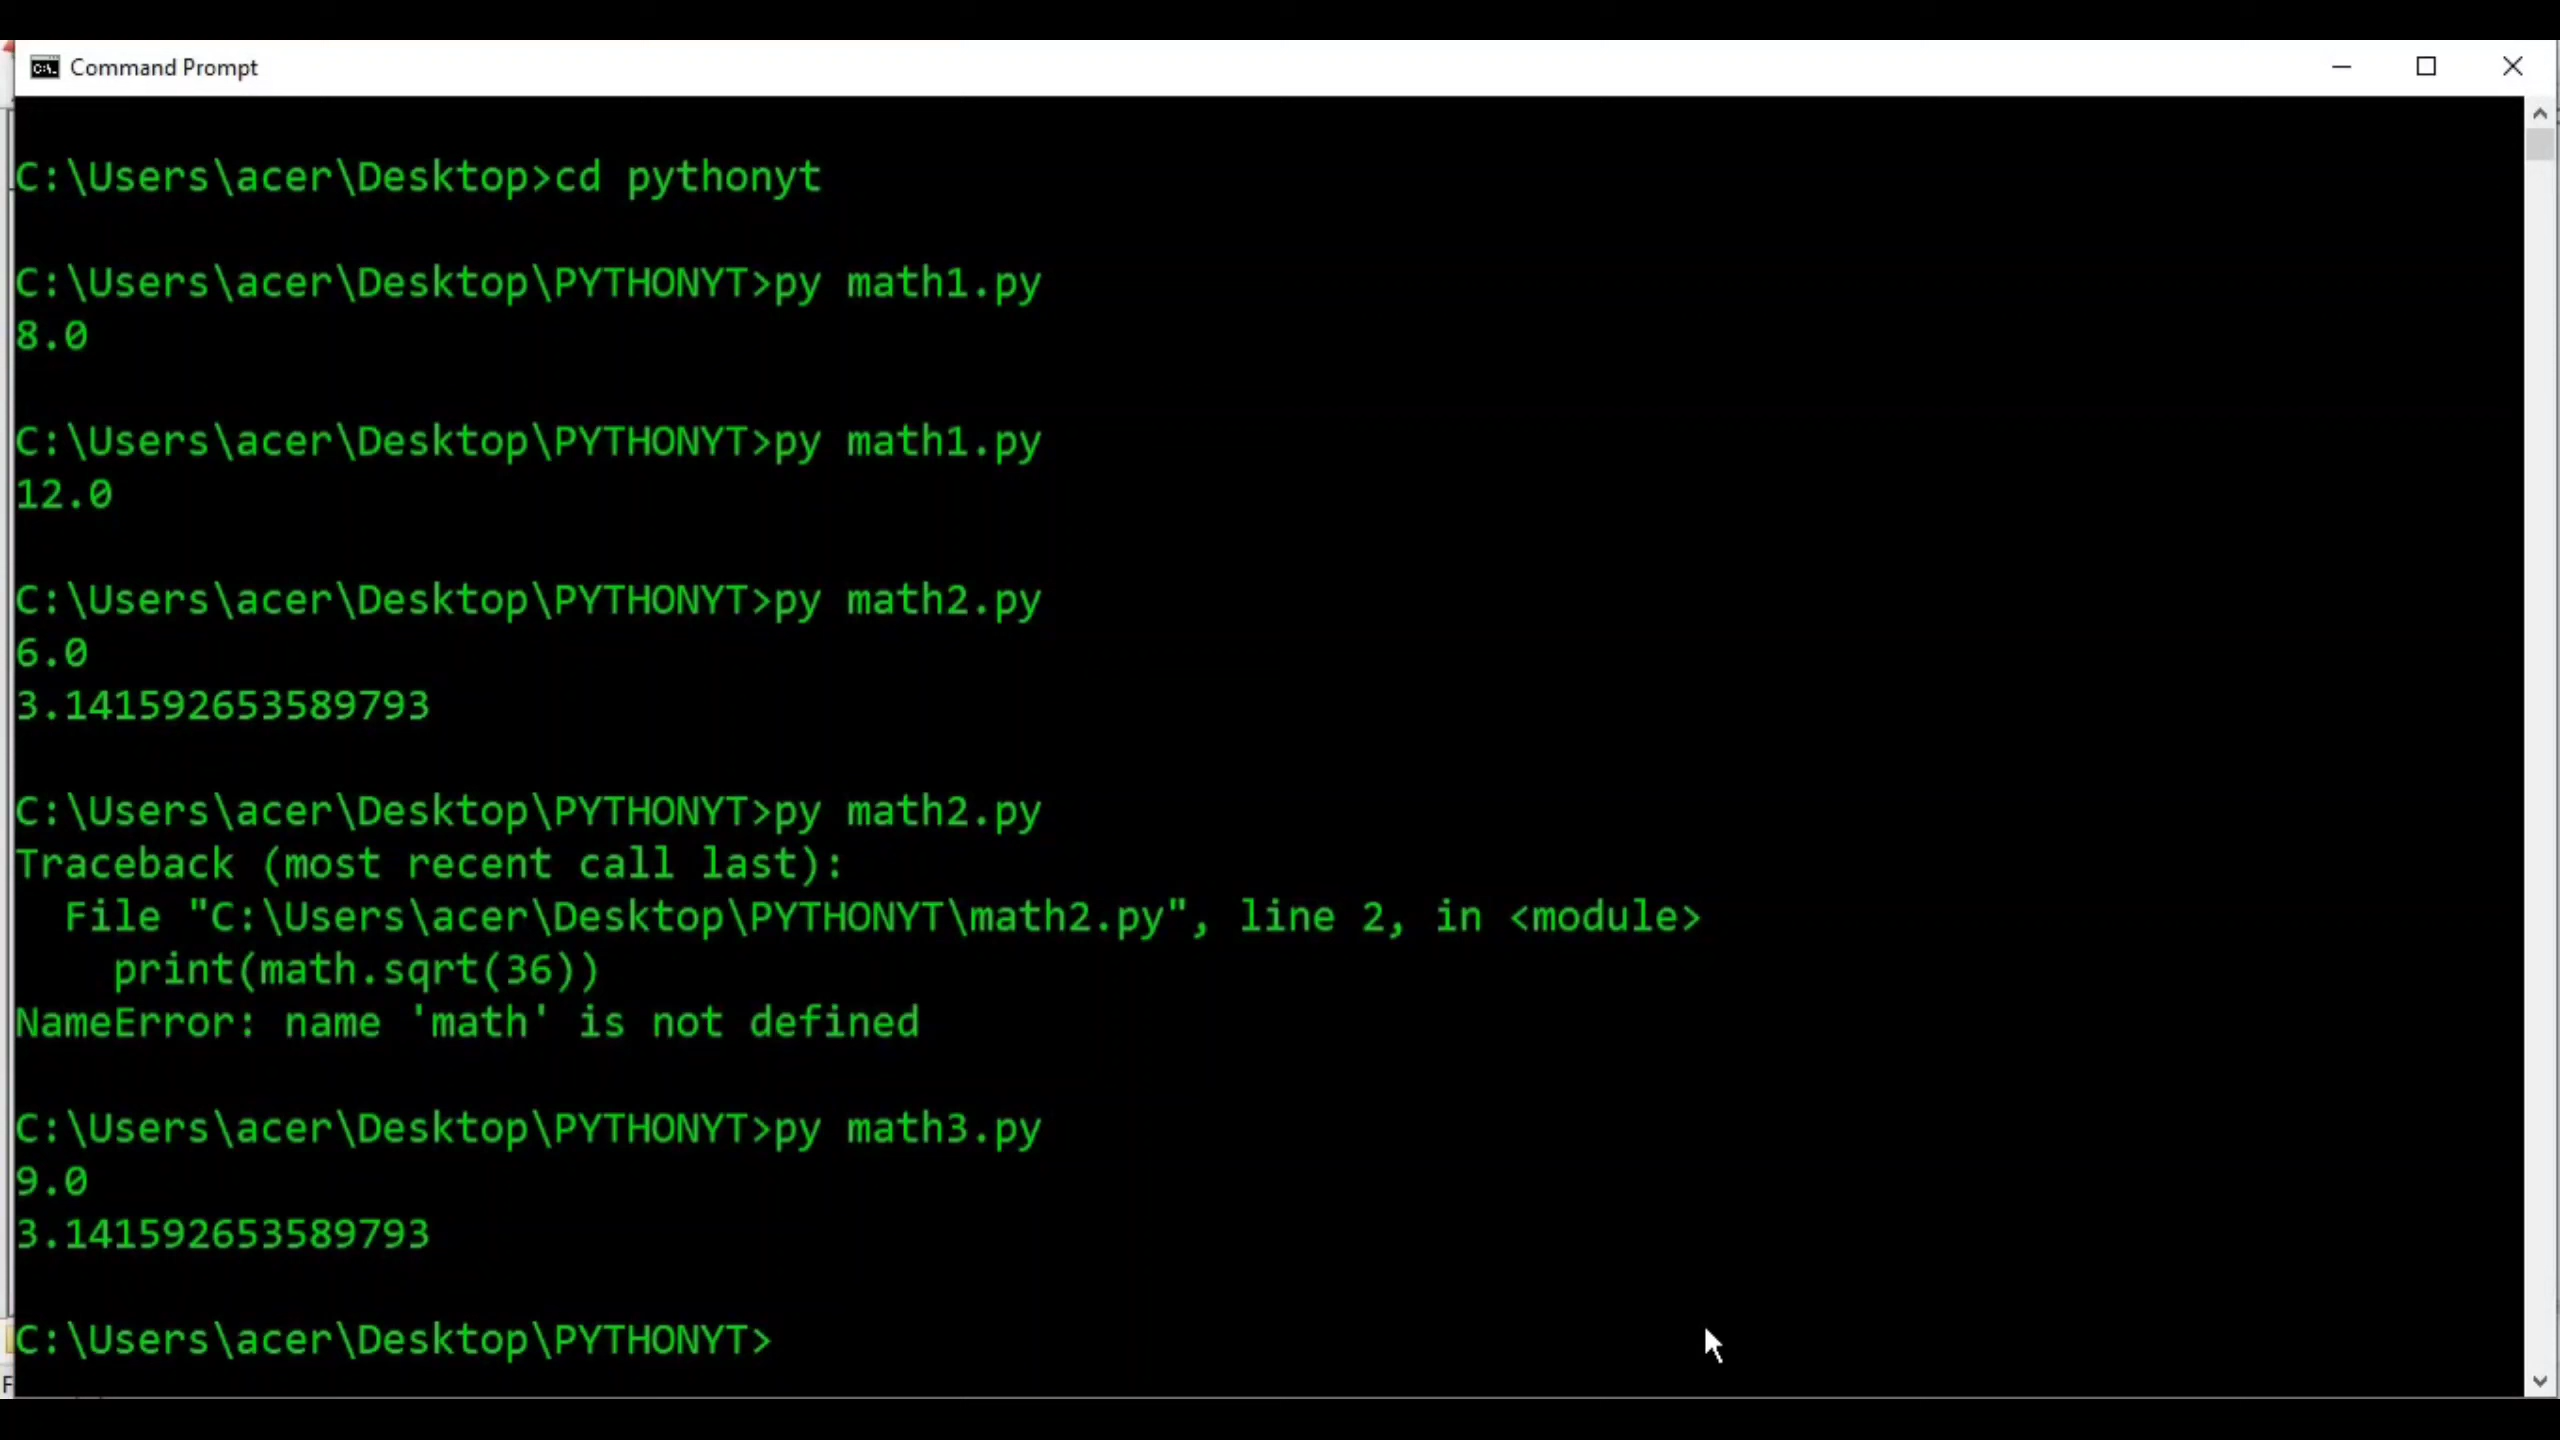 Command Prompt
C:\Users\acer\Desktop>cd pythonyt
C:\Users\acer\Desktop\PYTHONYT>py math1.py
8.0
C:\Users\acer\Desktop\PYTHONYT>py math1.py
12.0
C:\Users\acer\Desktop\PYTHONYT>py math2.py
6.0
3.141592653589793
C:\Users\acer\Desktop\PYTHONYT>py math2.py
Traceback (most recent call last):
  File "C:\Users\acer\Desktop\PYTHONYT\math2.py", line 2, in <module>
    print(math.sqrt(36))
NameError: name 'math' is not defined
C:\Users\acer\Desktop\PYTHONYT>py math3.py
9.0
3.141592653589793
C:\Users\acer\Desktop\PYTHONYT>